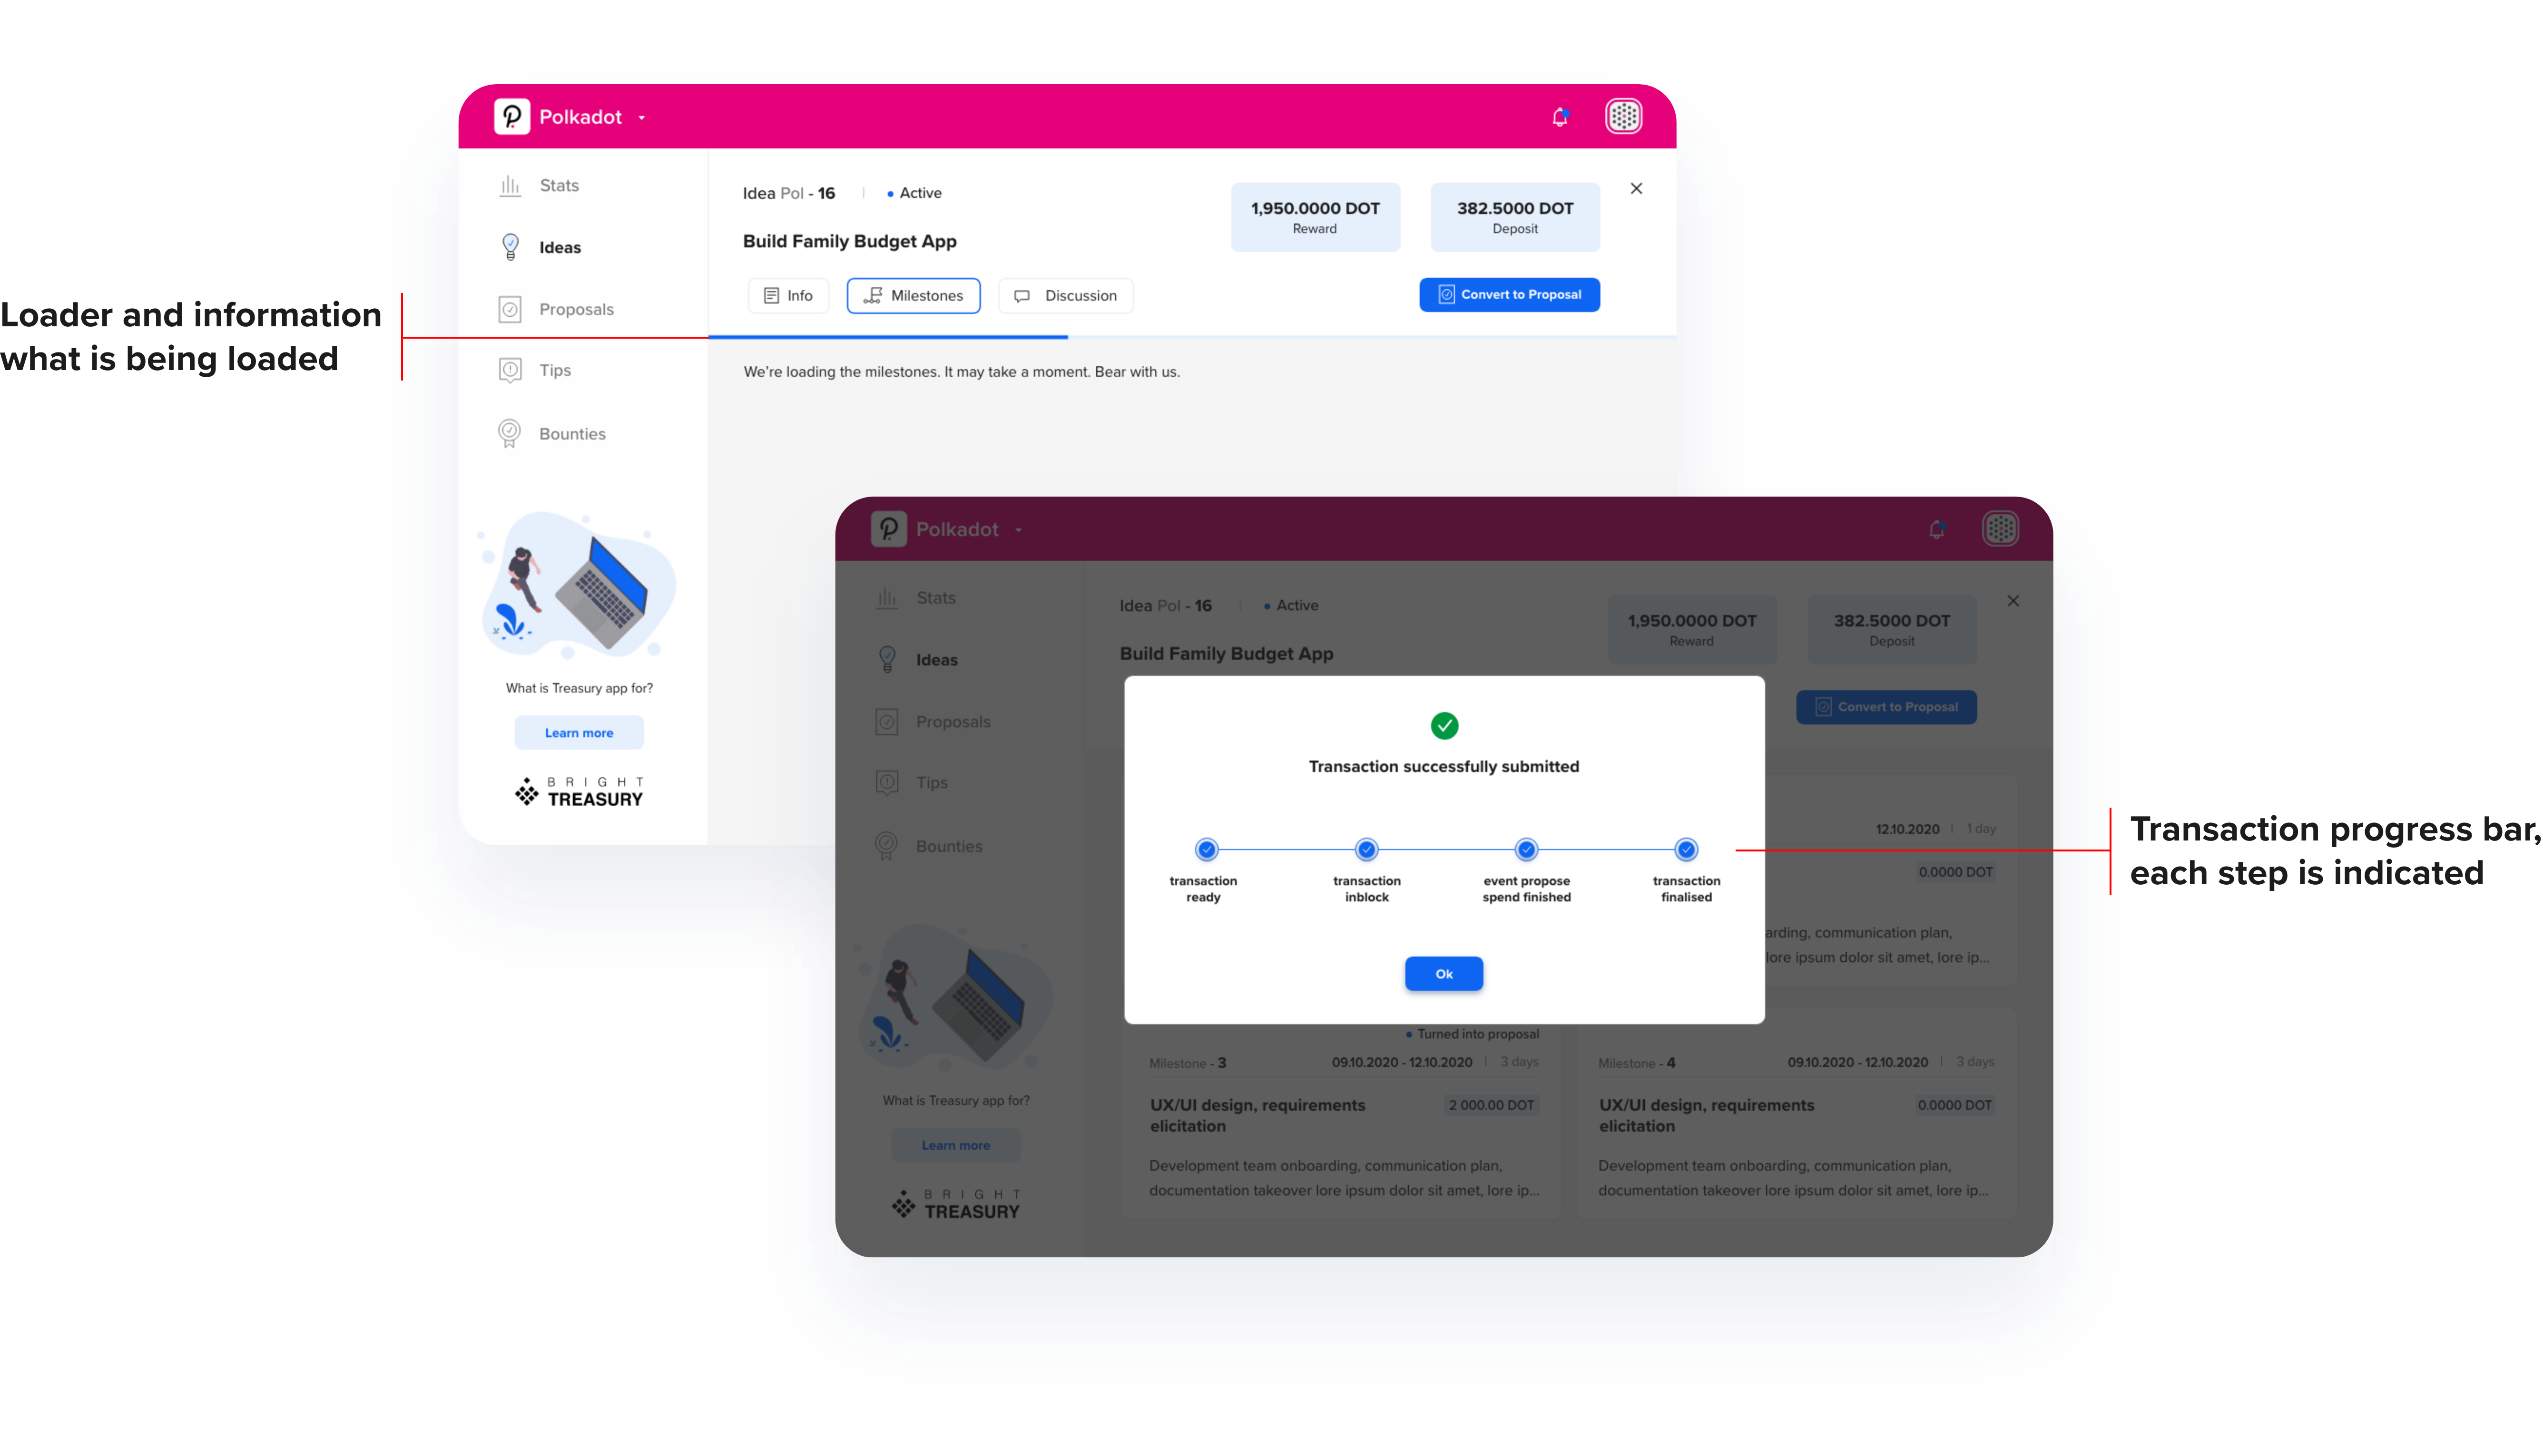 Loader and information
what is being loaded
Polkadot
Stats
Ideas
Proposals
Tips
Bounties
What is Treasury app for?
Learn more
BRIGHT
TREASURY
Idea Pol - 16 | Active
Build Family Budget App
1,950.0000 DOT
Reward
382.5000 DOT
Deposit
Info
Milestones
Discussion
Convert to Proposal
We're loading the milestones. It may take a moment. Bear with us.
Polkadot
Stats
Ideas
Proposals
Tips
Bounties
What is Treasury app for?
Learn more
BRIGHT
TREASURY
Idea Pol - 16 | Active
Build Family Budget App
1,950.0000 DOT
Reward
382.5000 DOT
Deposit
Convert to Proposal
Transaction successfully submitted
transaction
ready
transaction
inblock
event propose
spend finished
transaction
finalised
Ok
12.10.2020 | 1 day
0.0000 DOT
arding, communication plan,
lore ipsum dolor sit amet, lore ip...
Turned into proposal
Milestone - 3
09.10.2020 - 12.10.2020 | 3 days
UX/UI design, requirements
elicitation
2 000.00 DOT
Development team onboarding, communication plan,
documentation takeover lore ipsum dolor sit amet, lore ip...
Milestone - 4
09.10.2020 - 12.10.2020 | 3 days
UX/UI design, requirements
elicitation
0.0000 DOT
Development team onboarding, communication plan,
documentation takeover lore ipsum dolor sit amet, lore ip...
Transaction progress bar,
each step is indicated